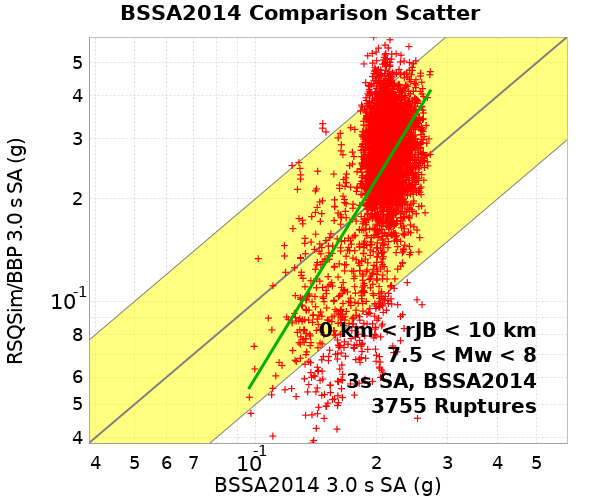 BSSA2014 Comparison Scatter
RSQSim/BBP 3.0 s SA (g)
5
4
3
2
10-1
8
7
6
5
4
0 km < rJB < 10 km
7.5 < Mw < 8
3s SA, BSSA2014
3755 Ruptures
4 5 6 7 10-1 2 3 4 5
BSSA2014 3.0 s SA (g)